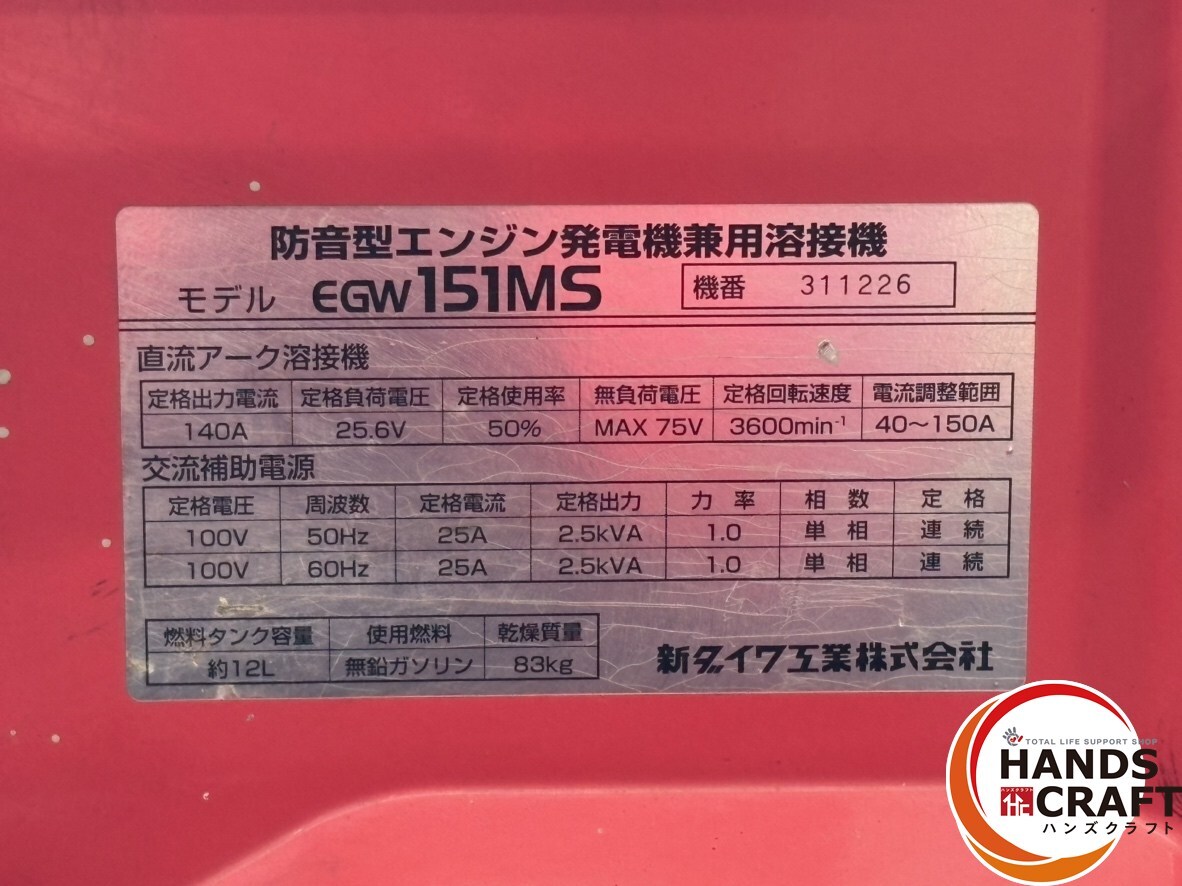 防音型エンジン発電機兼用溶接機
モデル EGW151MS 機番 311226
直流アーク溶接機
定格出力電流 定格負荷電圧 定格使用率 無負荷電圧 定格回転速度 電流調整範囲
140A 25.6V 50% MAX 75V 3600min⁻¹ 40～150A
交流補助電源
定格電圧 周波数 定格電流 定格出力 力率 相数 定格
100V 50Hz 25A 2.5kVA 1.0 単相 連続
100V 60Hz 25A 2.5kVA 1.0 単相 連続
燃料タンク容量 使用燃料 乾燥質量
約12L 無鉛ガソリン 83kg
新ダイワ工業株式会社
TOTAL LIFE SUPPORT SHOP
HANDS
ハンズクラフト
CRAFT
ハンズクラフト